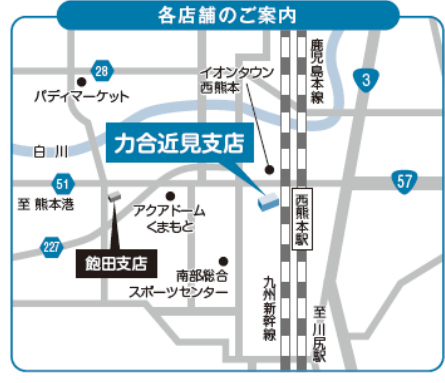 各店舗のご案内
28
パディーマーケット
イオンタウン
西熊本
鹿児島本線
3
白川
力合近見支店
51
至 熊本港
57
アクアドーム
くまもと
西熊本駅
227
飽田支店
南部総合
スポーツセンター
九州新幹線
至川尻駅